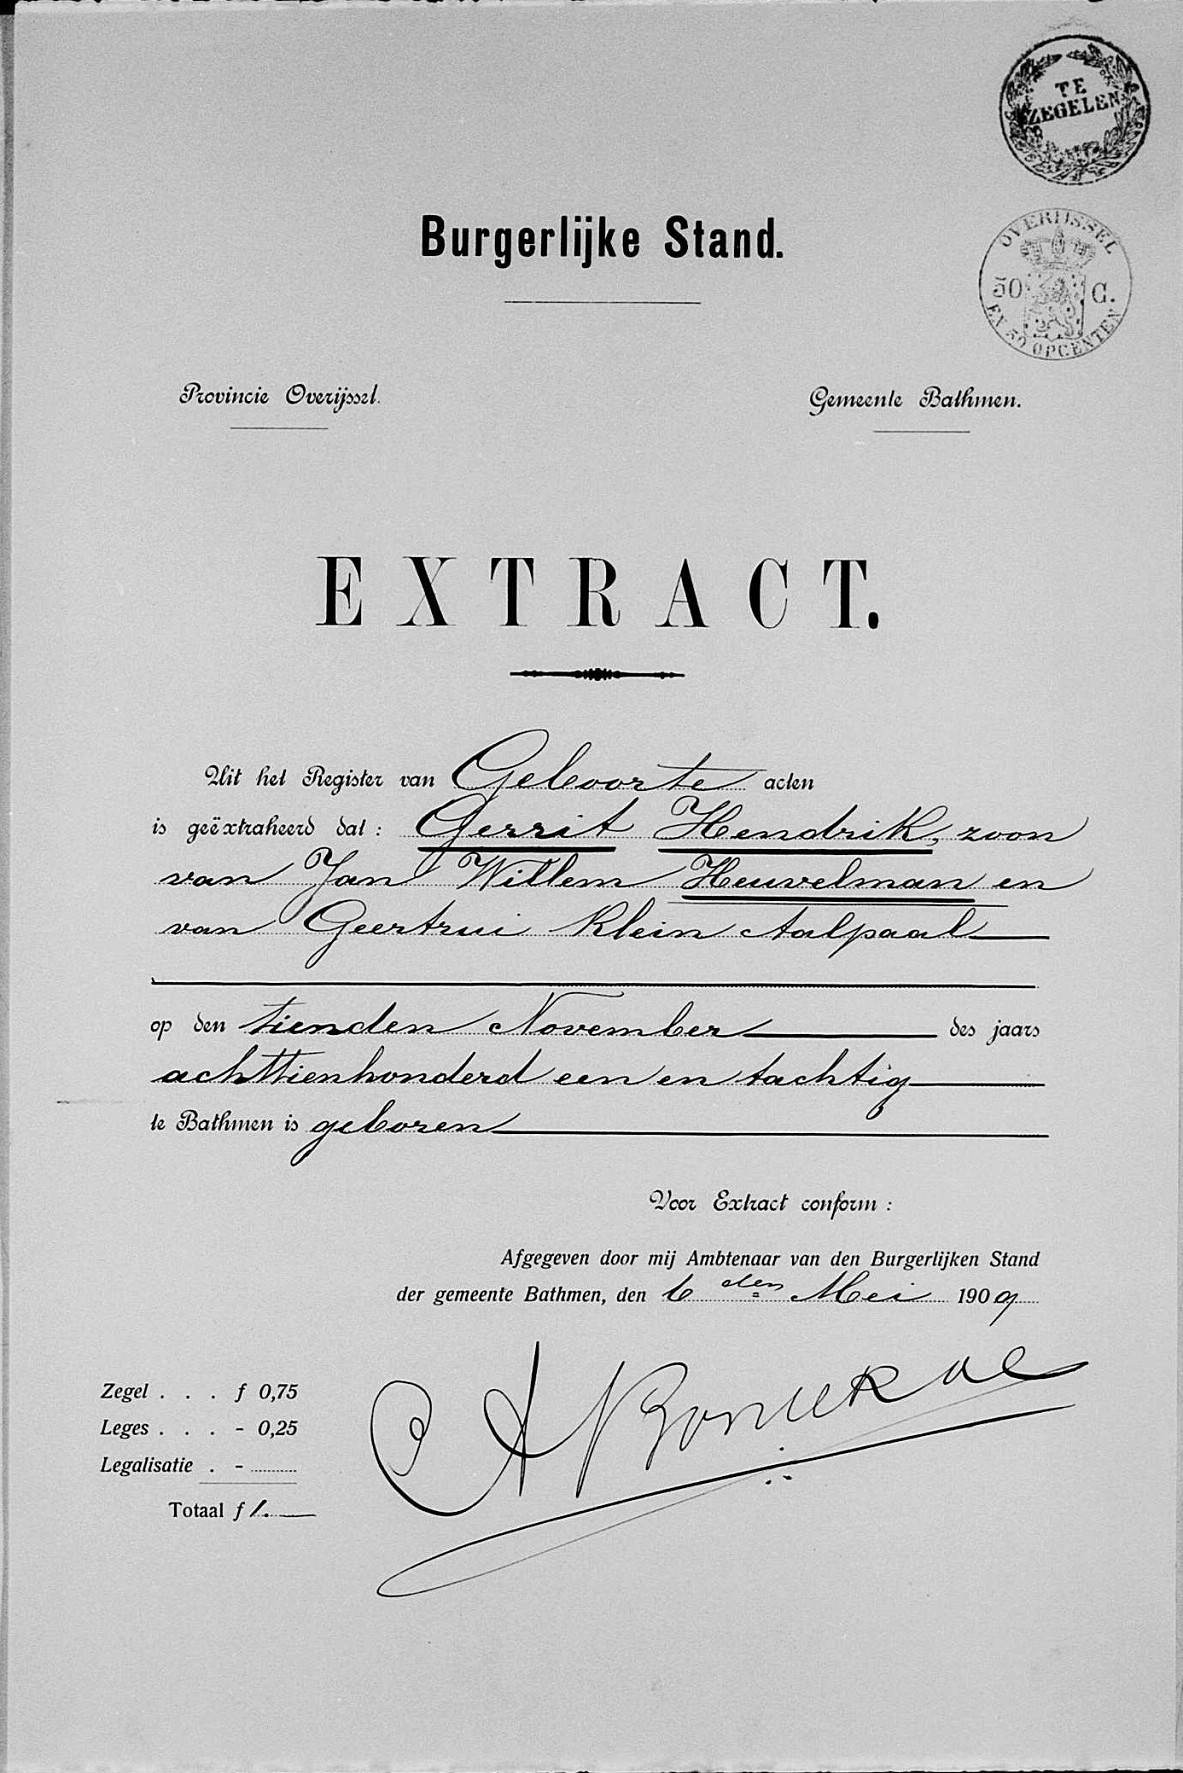 TE
ZEGELEN
Burgerlijke Stand.
OVERIJSSEL
50 C.
EN 50 OPCENTEN
Provincie Overijssel.
Gemeente Bathmen.
EXTRACT.
Uit het Register van Geboorte acten
is geëxtraheerd dat: Gerrit Hendrik, zoon
van Jan Willem Heuvelman en
van Geertrui Klein Aalpaal
op den tienden November des jaars
achttienhonderd een en tachtig
te Bathmen is geboren
Voor Extract conform:
Afgegeven door mij Ambtenaar van den Burgerlijken Stand
der gemeente Bathmen, den 6 den Mei 1909
Zegel . . . f 0,75
Leges . . . - 0,25
Legalisatie . -
Totaal f 1.